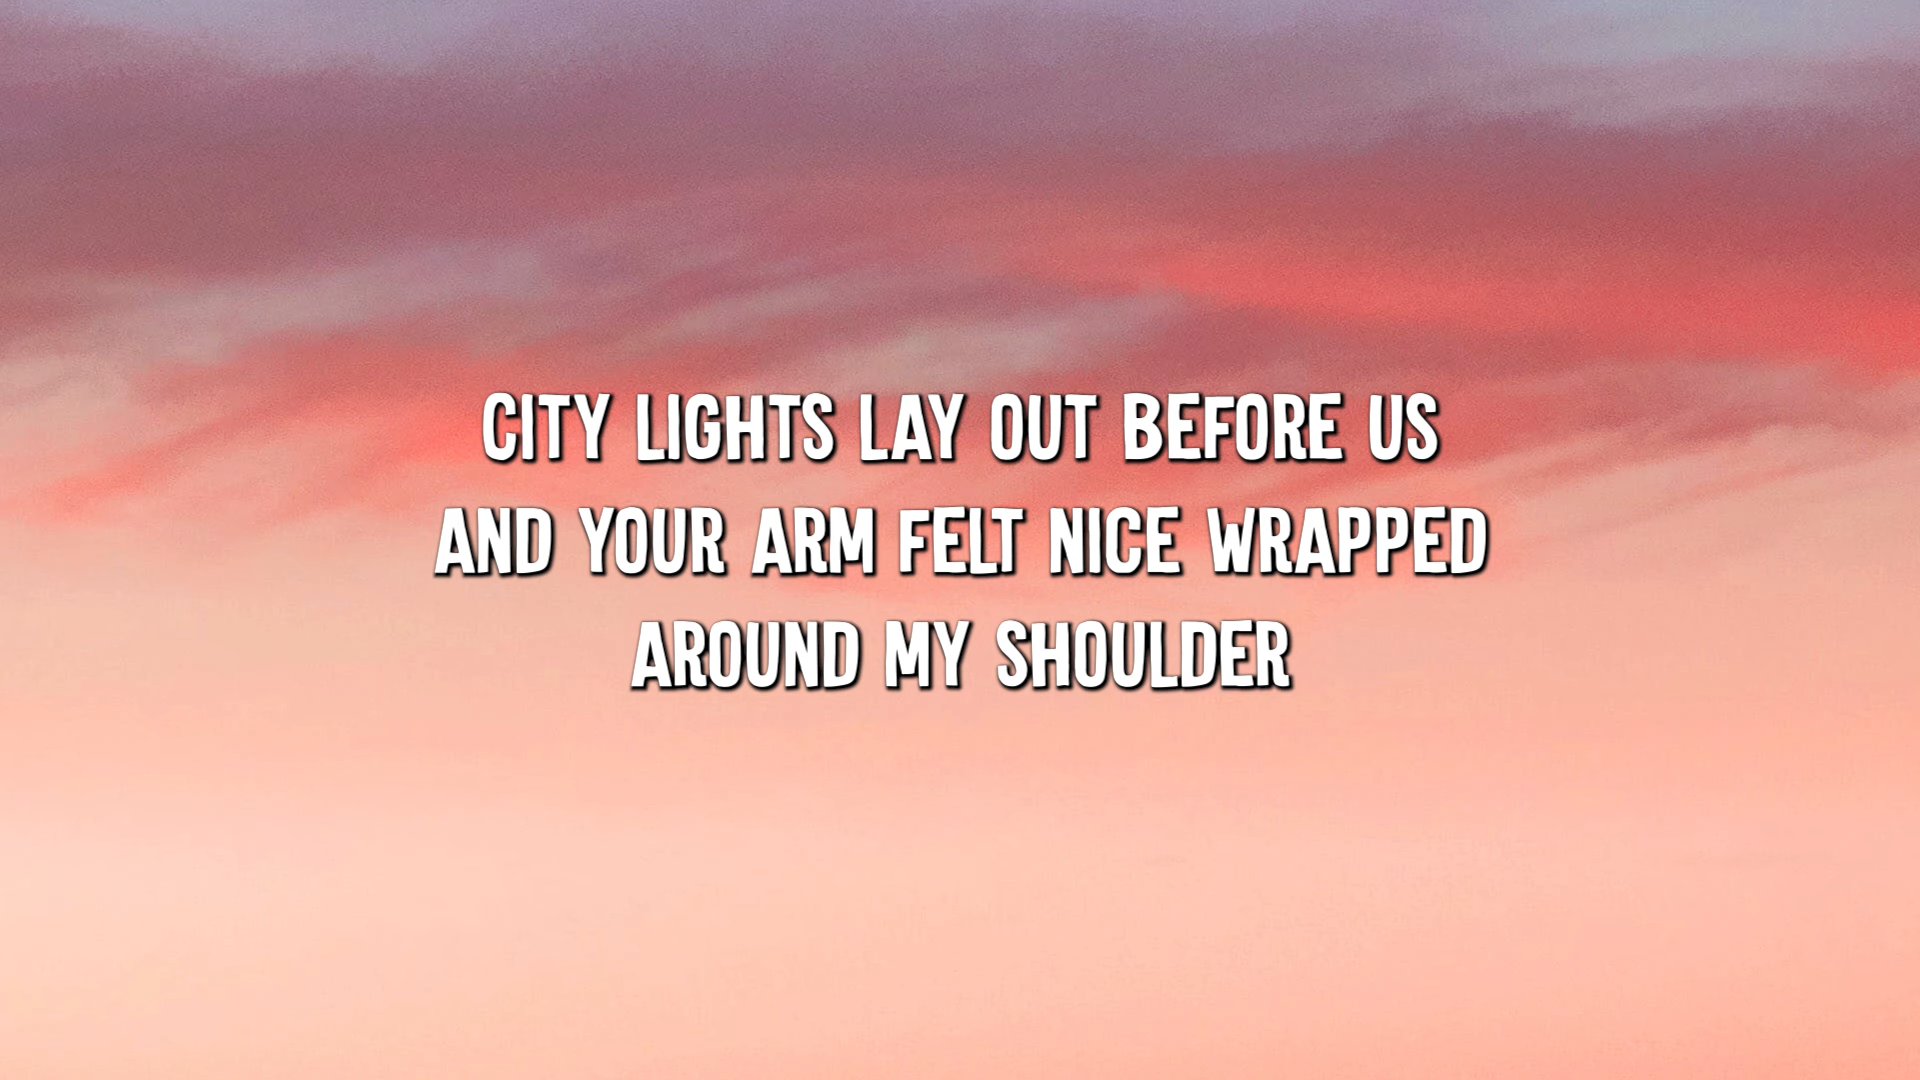 CITY LIGHTS LAY OUT BEFORE US
AND YOUR ARM FELT NICE WRAPPED
AROUND MY SHOULDER